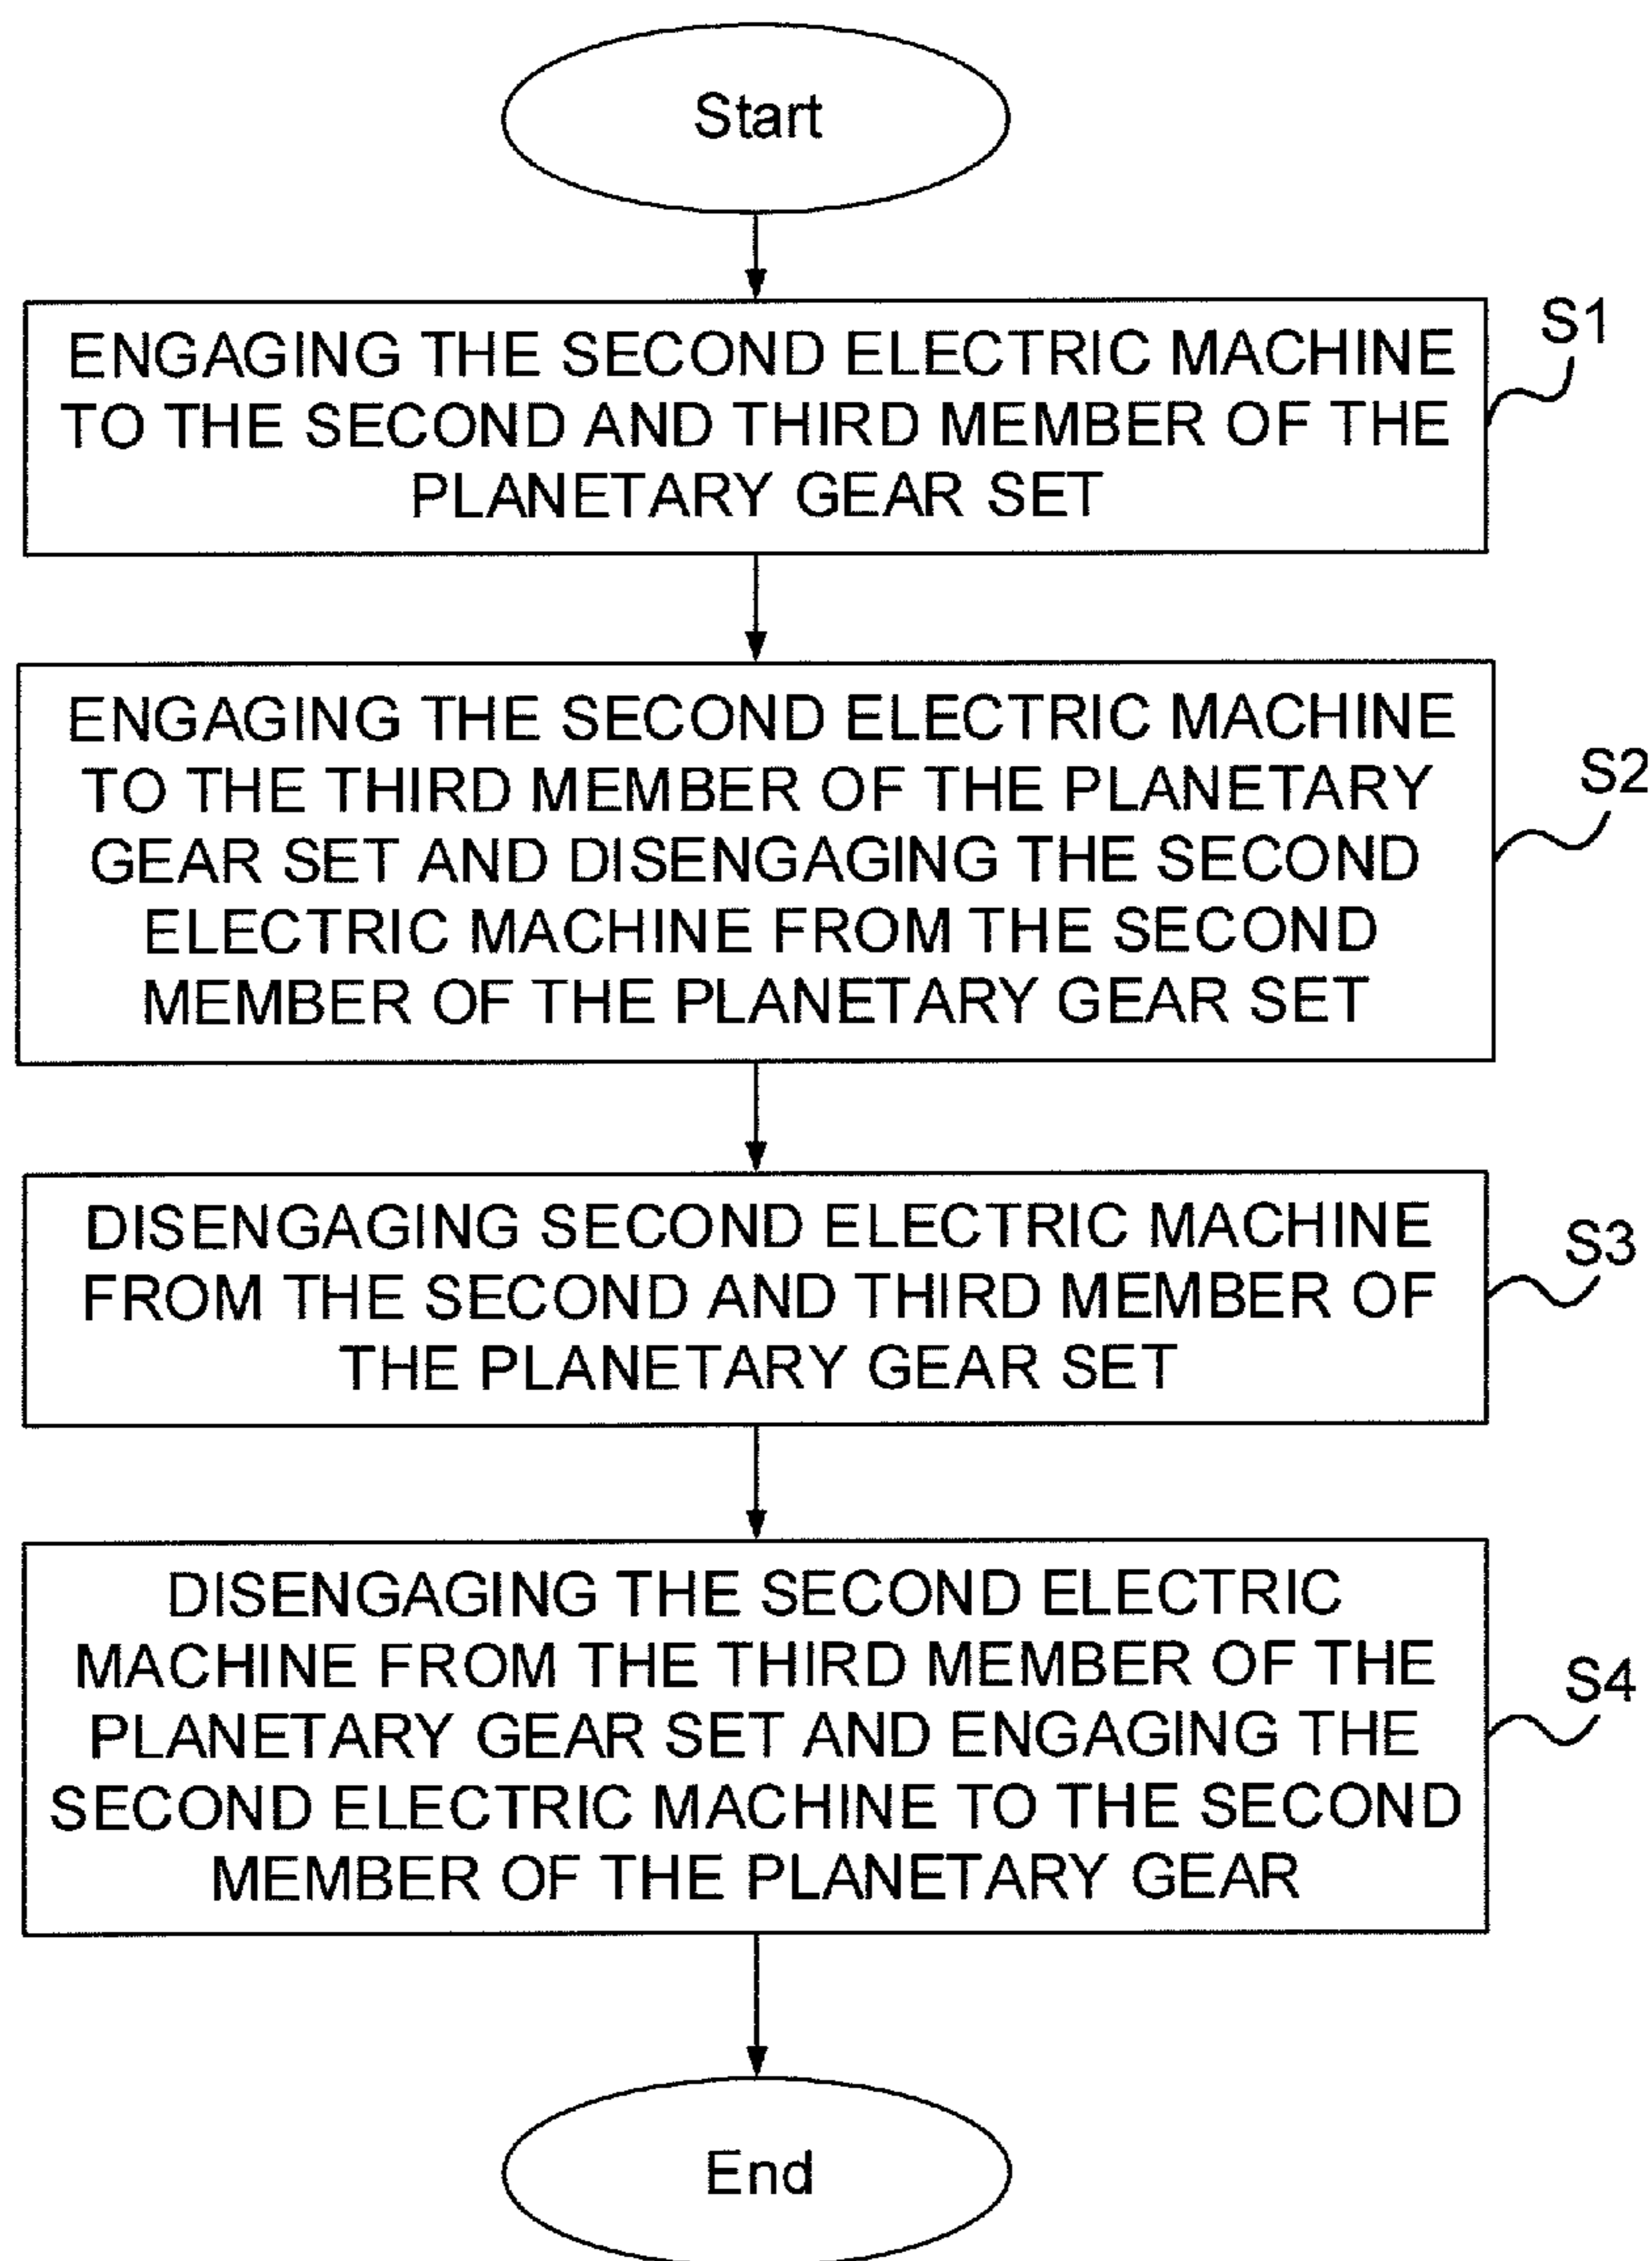 Start
S1
ENGAGING THE SECOND ELECTRIC MACHINE
TO THE SECOND AND THIRD MEMBER OF THE
PLANETARY GEAR SET
ENGAGING THE SECOND ELECTRIC MACHINE
TO THE THIRD MEMBER OF THE PLANETARY
GEAR SET AND DISENGAGING THE SECOND
ELECTRIC MACHINE FROM THE SECOND
MEMBER OF THE PLANETARY GEAR SET
S2
DISENGAGING SECOND ELECTRIC MACHINE
FROM THE SECOND AND THIRD MEMBER OF
THE PLANETARY GEAR SET
S3
DISENGAGING THE SECOND ELECTRIC
MACHINE FROM THE THIRD MEMBER OF THE
PLANETARY GEAR SET AND ENGAGING THE
SECOND ELECTRIC MACHINE TO THE SECOND
MEMBER OF THE PLANETARY GEAR
S4
End